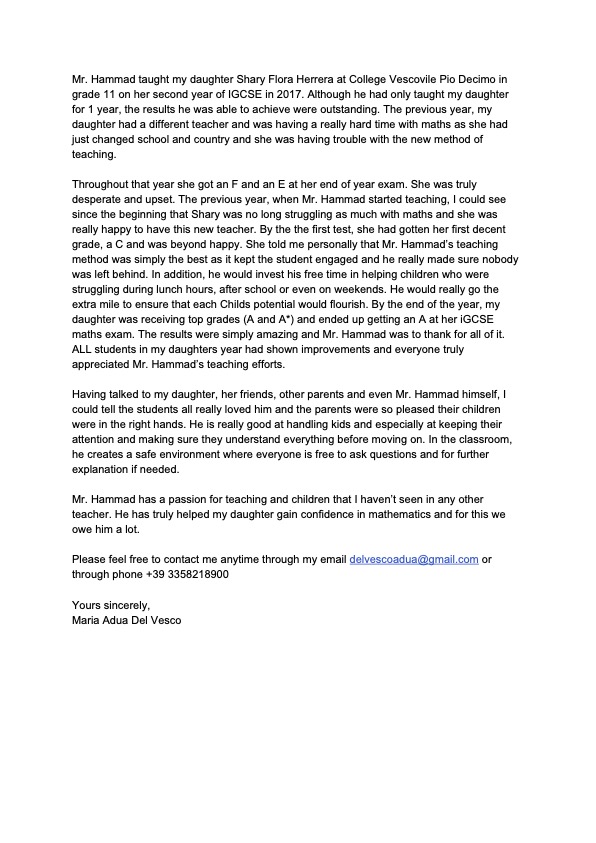 Mr. Hammad taught my daughter Shary Flora Herrera at College Vescovile Pio Decimo in
grade 11 on her second year of IGCSE in 2017. Although he had only taught my daughter
for 1 year, the results he was able to achieve were outstanding. The previous year, my
daughter had a different teacher and was having a really hard time with maths as she had
just changed school and country and she was having trouble with the new method of
teaching.
Throughout that year she got an F and an E at her end of year exam. She was truly
desperate and upset. The previous year, when Mr. Hammad started teaching, I could see
since the beginning that Shary was no long struggling as much with maths and she was
really happy to have this new teacher. By the the first test, she had gotten her first decent
grade, a C and was beyond happy. She told me personally that Mr. Hammad's teaching
method was simply the best as it kept the student engaged and he really made sure nobody
was left behind. In addition, he would invest his free time in helping children who were
struggling during lunch hours, after school or even on weekends. He would really go the
extra mile to ensure that each Childs potential would flourish. By the end of the year, my
daughter was receiving top grades (A and A*) and ended up getting an A at her iGCSE
maths exam. The results were simply amazing and Mr. Hammad was to thank for all of it.
ALL students in my daughters year had shown improvements and everyone truly
appreciated Mr. Hammad's teaching efforts.
Having talked to my daughter, her friends, other parents and even Mr. Hammad himself, I
could tell the students all really loved him and the parents were so pleased their children
were in the right hands. He is really good at handling kids and especially at keeping their
attention and making sure they understand everything before moving on. In the classroom,
he creates a safe environment where everyone is free to ask questions and for further
explanation if needed.
Mr. Hammad has a passion for teaching and children that I haven't seen in any other
teacher. He has truly helped my daughter gain confidence in mathematics and for this we
owe him a lot.
Please feel free to contact me anytime through my email delvescoadua@gmail.com or
through phone +39 3358218900
Yours sincerely,
Maria Adua Del Vesco